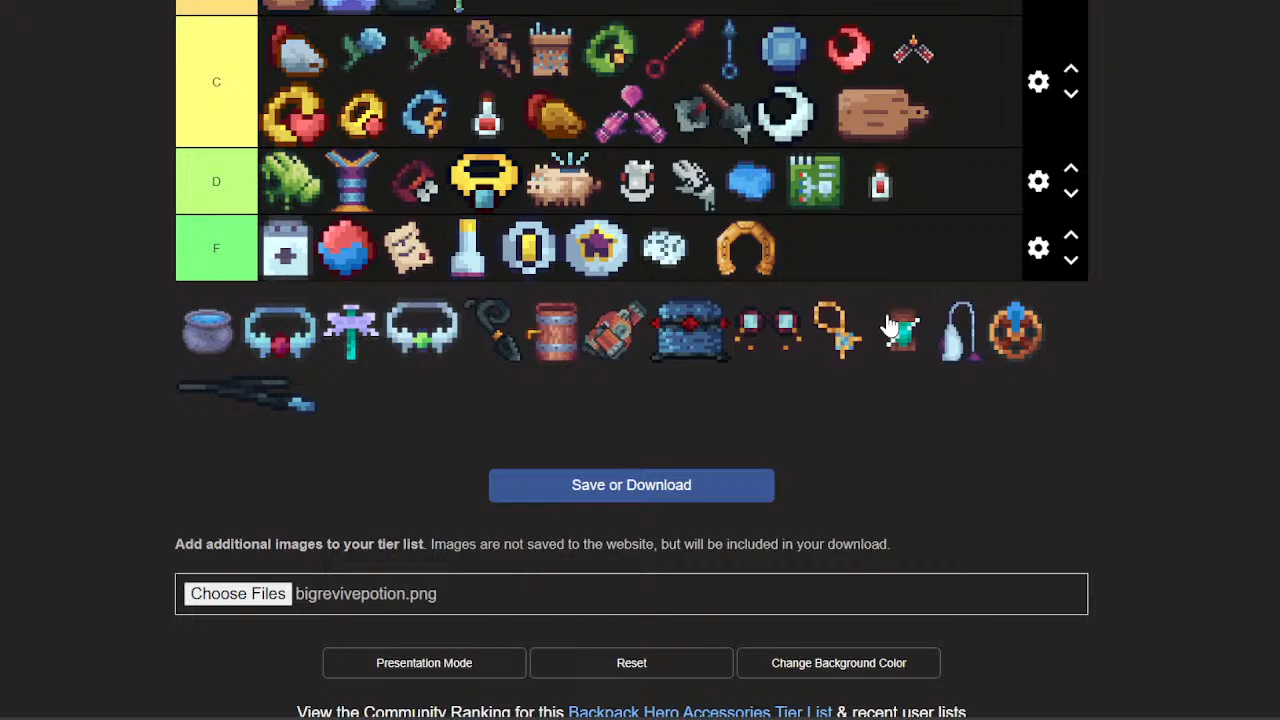 C
D
F
Save or Download
Add additional images to your tier list. Images are not saved to the website, but will be included in your download.
Choose Files bigrevivepotion.png
Presentation Mode
Reset
Change Background Color
View the Community Ranking for this Backpack Hero Accessories Tier List & recent user lists